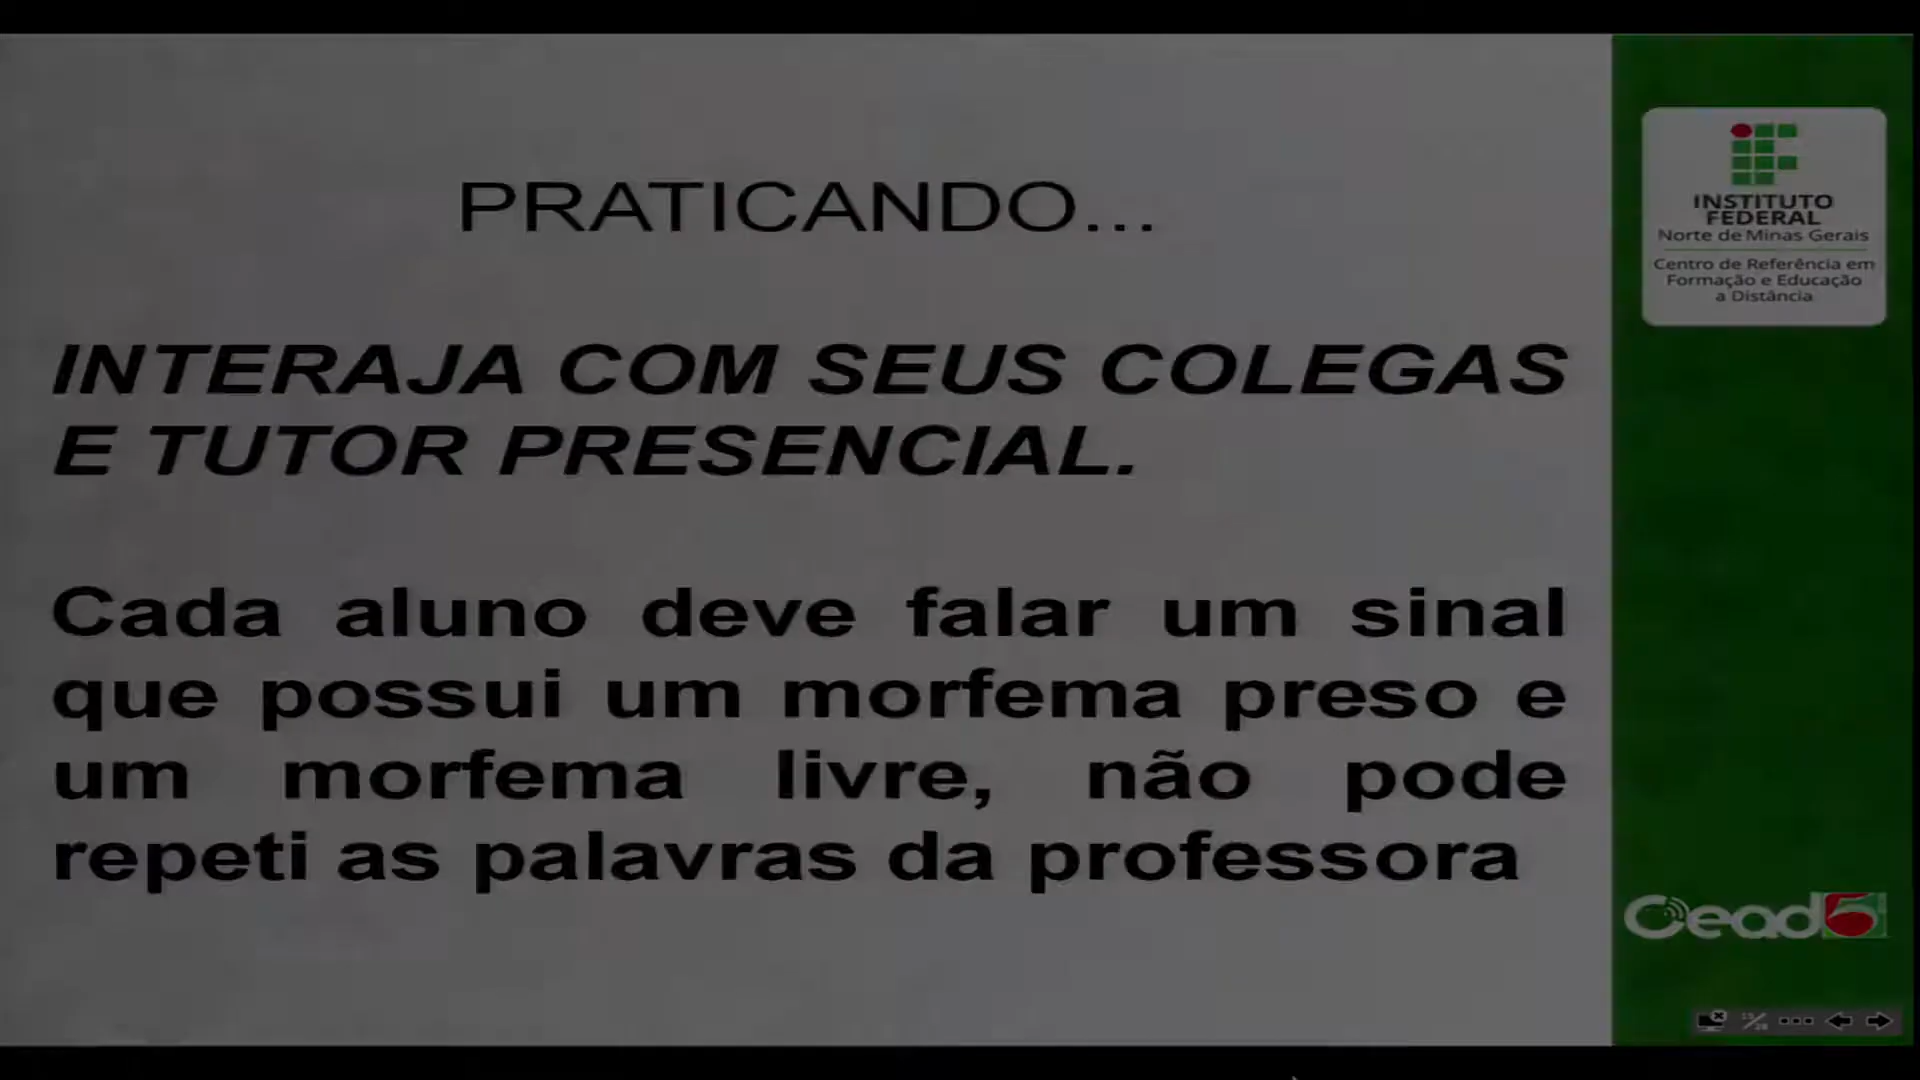 PRATICANDO...
INTERAJA COM SEUS COLEGAS
E TUTOR PRESENCIAL.
Cada aluno deve falar um sinal
que possui um morfema preso e
um morfema livre, não pode
repeti as palavras da professora
INSTITUTO
FEDERAL
Norte de Minas Gerais
Centro de Referência em
Formação e Educação
a Distância
Cead5